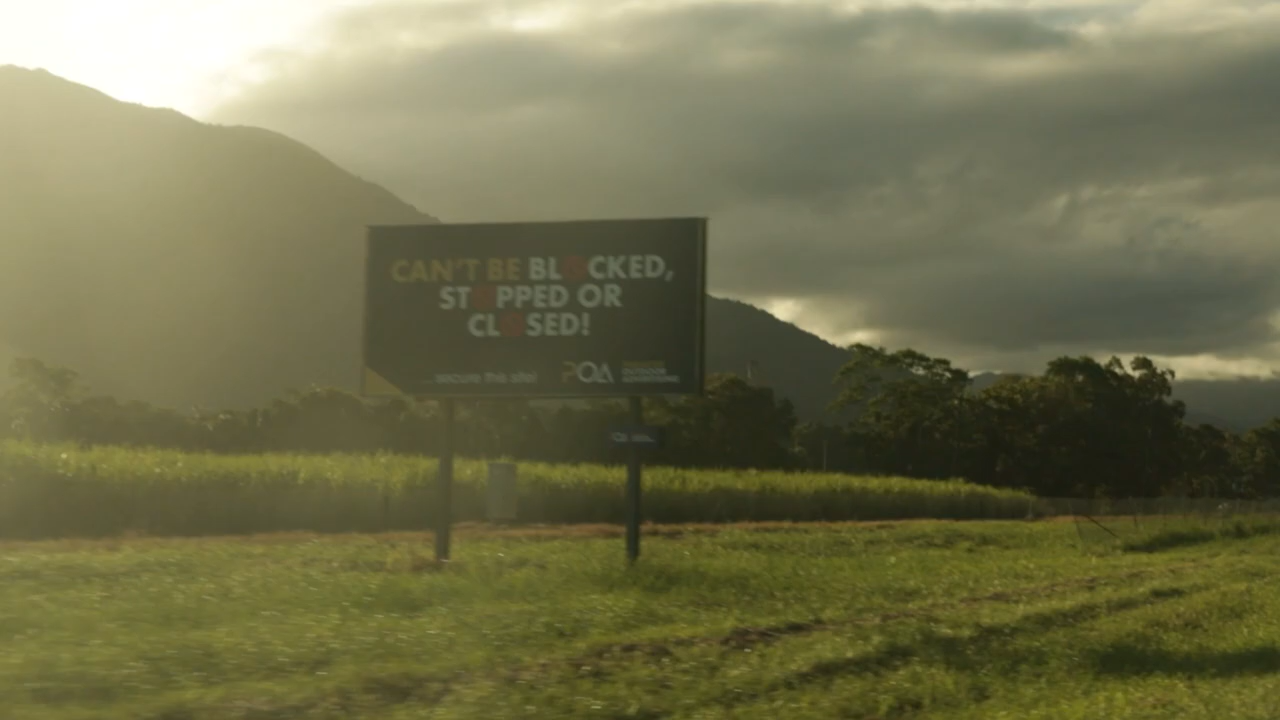 CAN'T BE BLOCKED,
STOPPED OR
CLOSED!
...secure the site!
POA
OUTDOOR
ADVERTISING